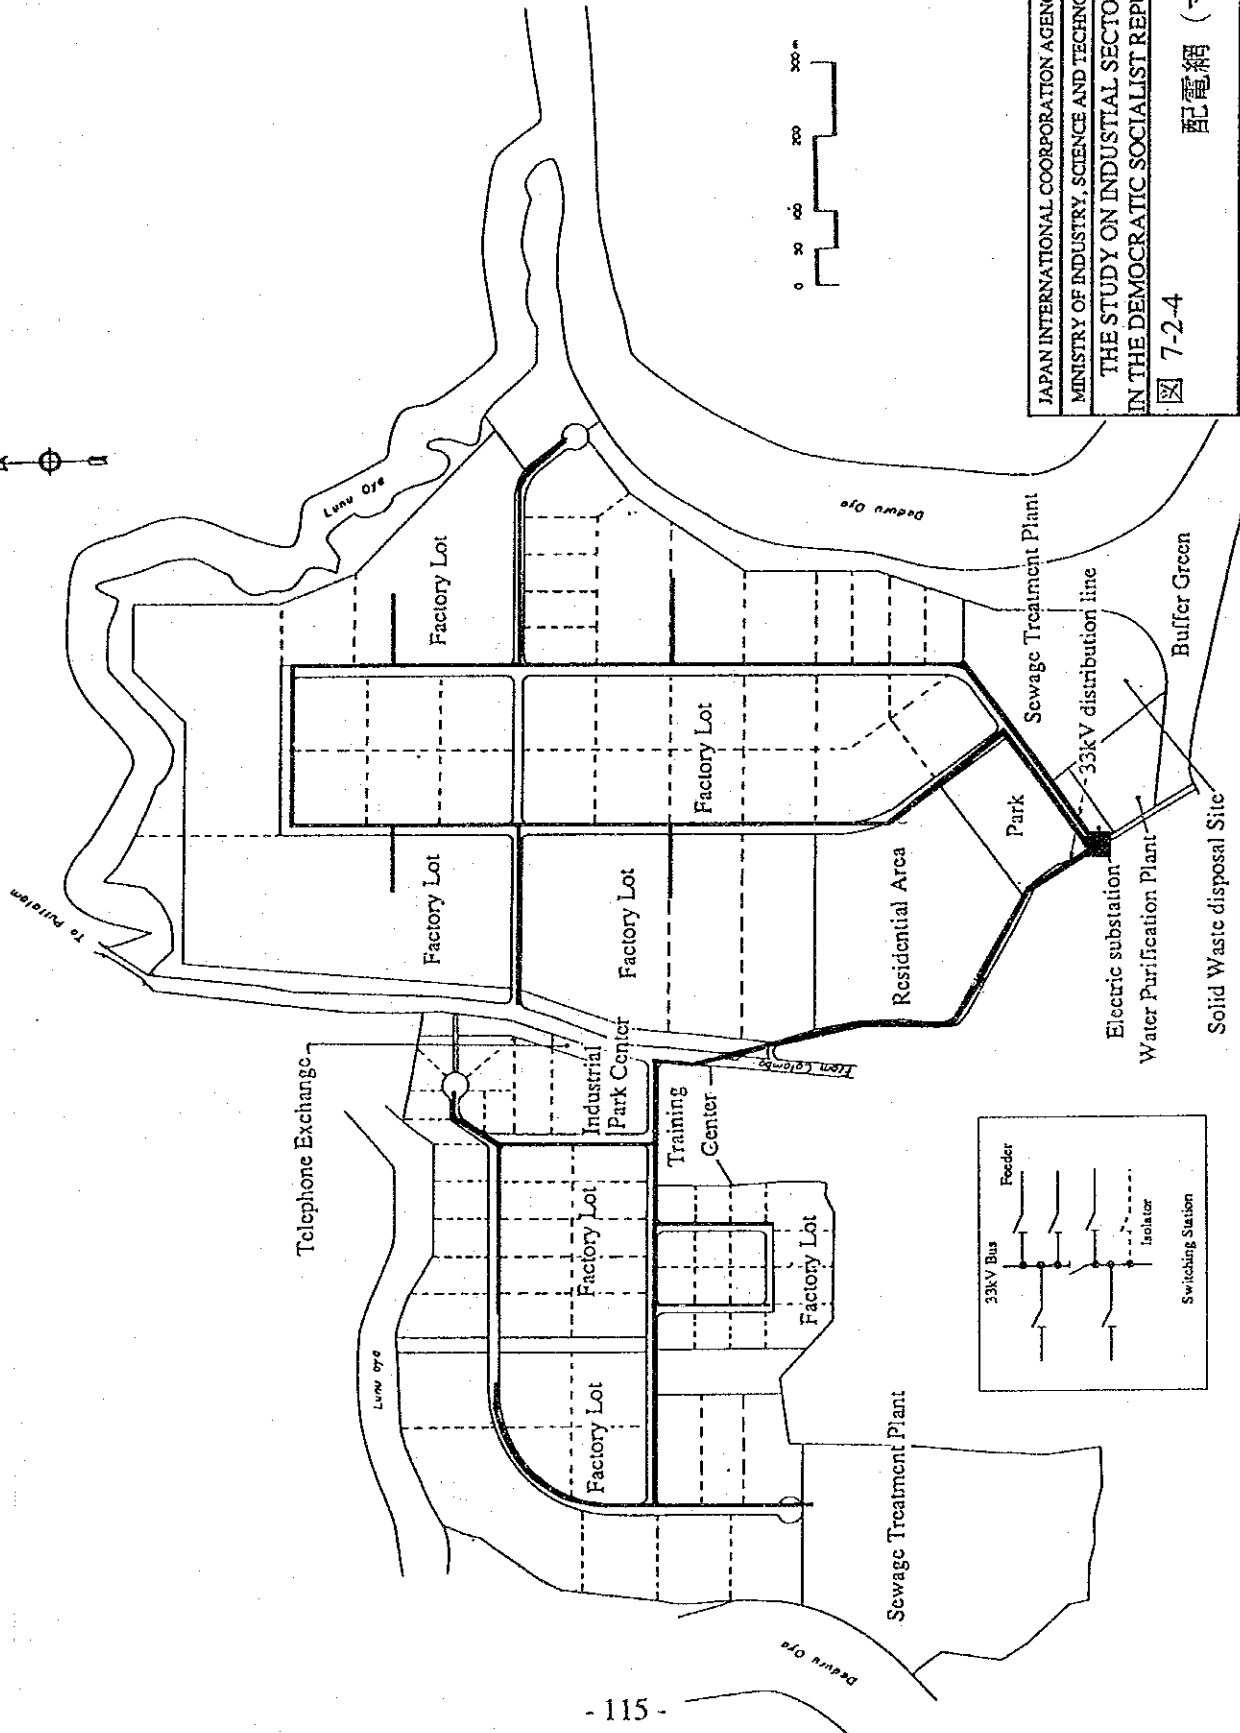 To Puttalam
Lunu Oya
Factory Lot
Factory Lot
Factory Lot
Factory Lot
Daduru Oya
Residential Area
Park
Sewage Treatment Plant
33kV distribution line
Buffer Green
Electric substation
Water Purification Plant
Solid Waste disposal Site
Telephone Exchange
Industrial
Park Center
From Colombo
Training
Center
Lunu Oya
Factory Lot
Factory Lot
Factory Lot
Sewage Treatment Plant
Daduru Oya
33kV Bus
Feeder
Isolator
Switching Station
0 50 100 200 300 m
JAPAN INTERNATIONAL COORPORATION AGENC
MINISTRY OF INDUSTRY, SCIENCE AND TECHNO
THE STUDY ON INDUSTIAL SECTO
IN THE DEMOCRATIC SOCIALIST REP
図 7-2-4
配電網 (
- 115 -